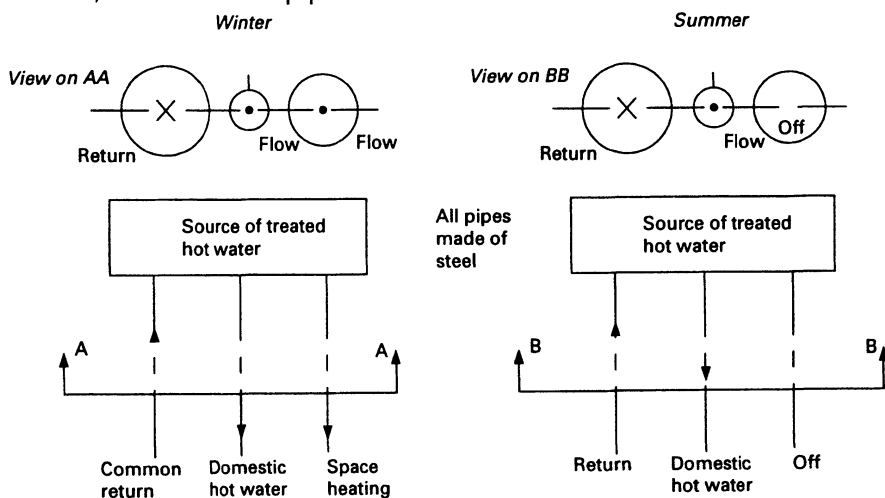 Winter
Summer
View on AA
View on BB
Return
Flow
Flow
Return
Flow
Off
Source of treated
hot water
All pipes
made of
steel
Source of treated
hot water
A
A
B
B
Common
return
Domestic
hot water
Space
heating
Return
Domestic
hot water
Off